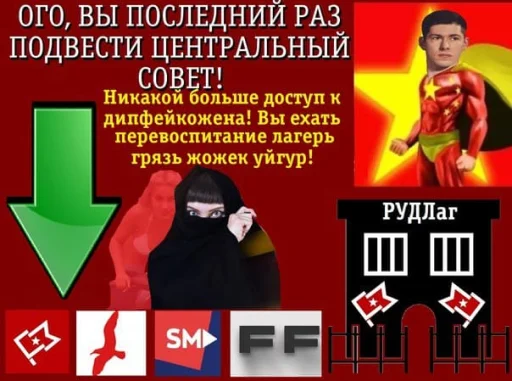 ОГО, ВЫ ПОСЛЕДНИЙ РАЗ
ПОДВЕСТИ ЦЕНТРАЛЬНЫЙ
СОВЕТ!
Никакой больше доступ к
дипфейкожена! Вы ехать
перевоспитание лагерь
грязь жожек уйгур!
РУДЛаг
SM
FF